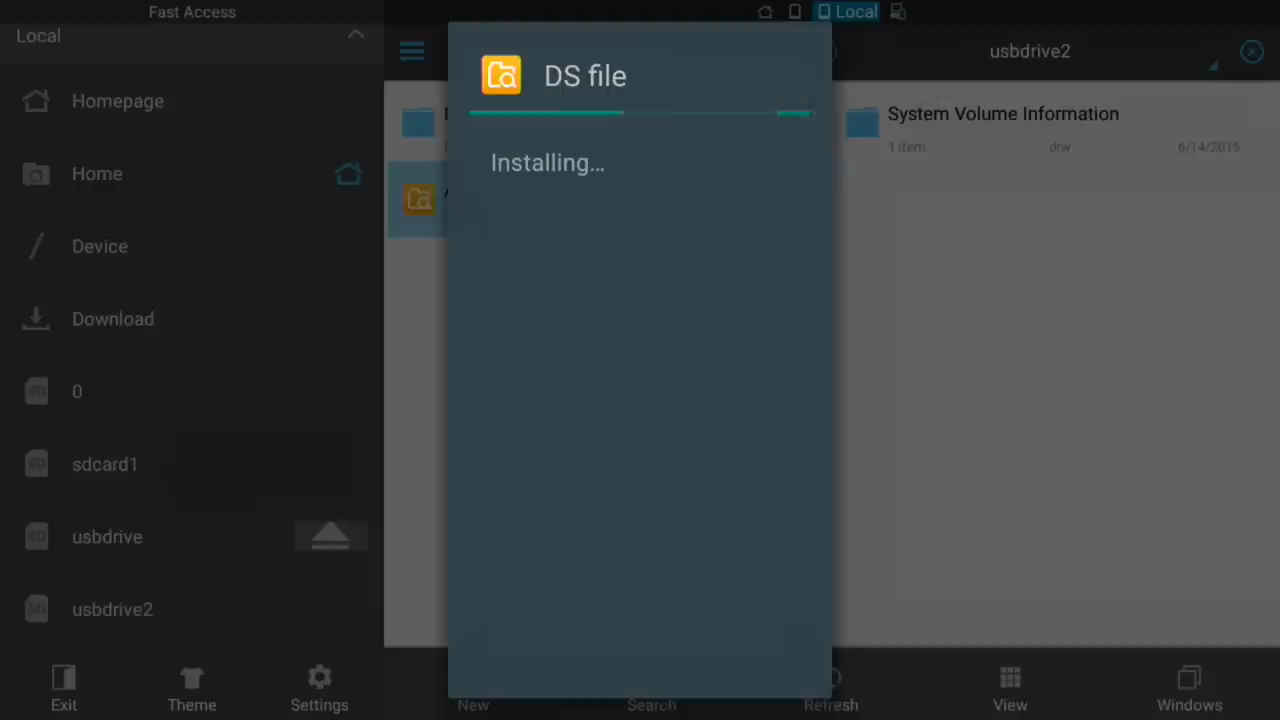 Fast Access
Local
Homepage
Home
Device
Download
0
sdcard1
usbdrive
usbdrive2
Exit
Theme
Settings
Local
usbdrive2
DS file
Installing...
System Volume Information
1 item
drw
6/14/2015
New
Search
Refresh
View
Windows